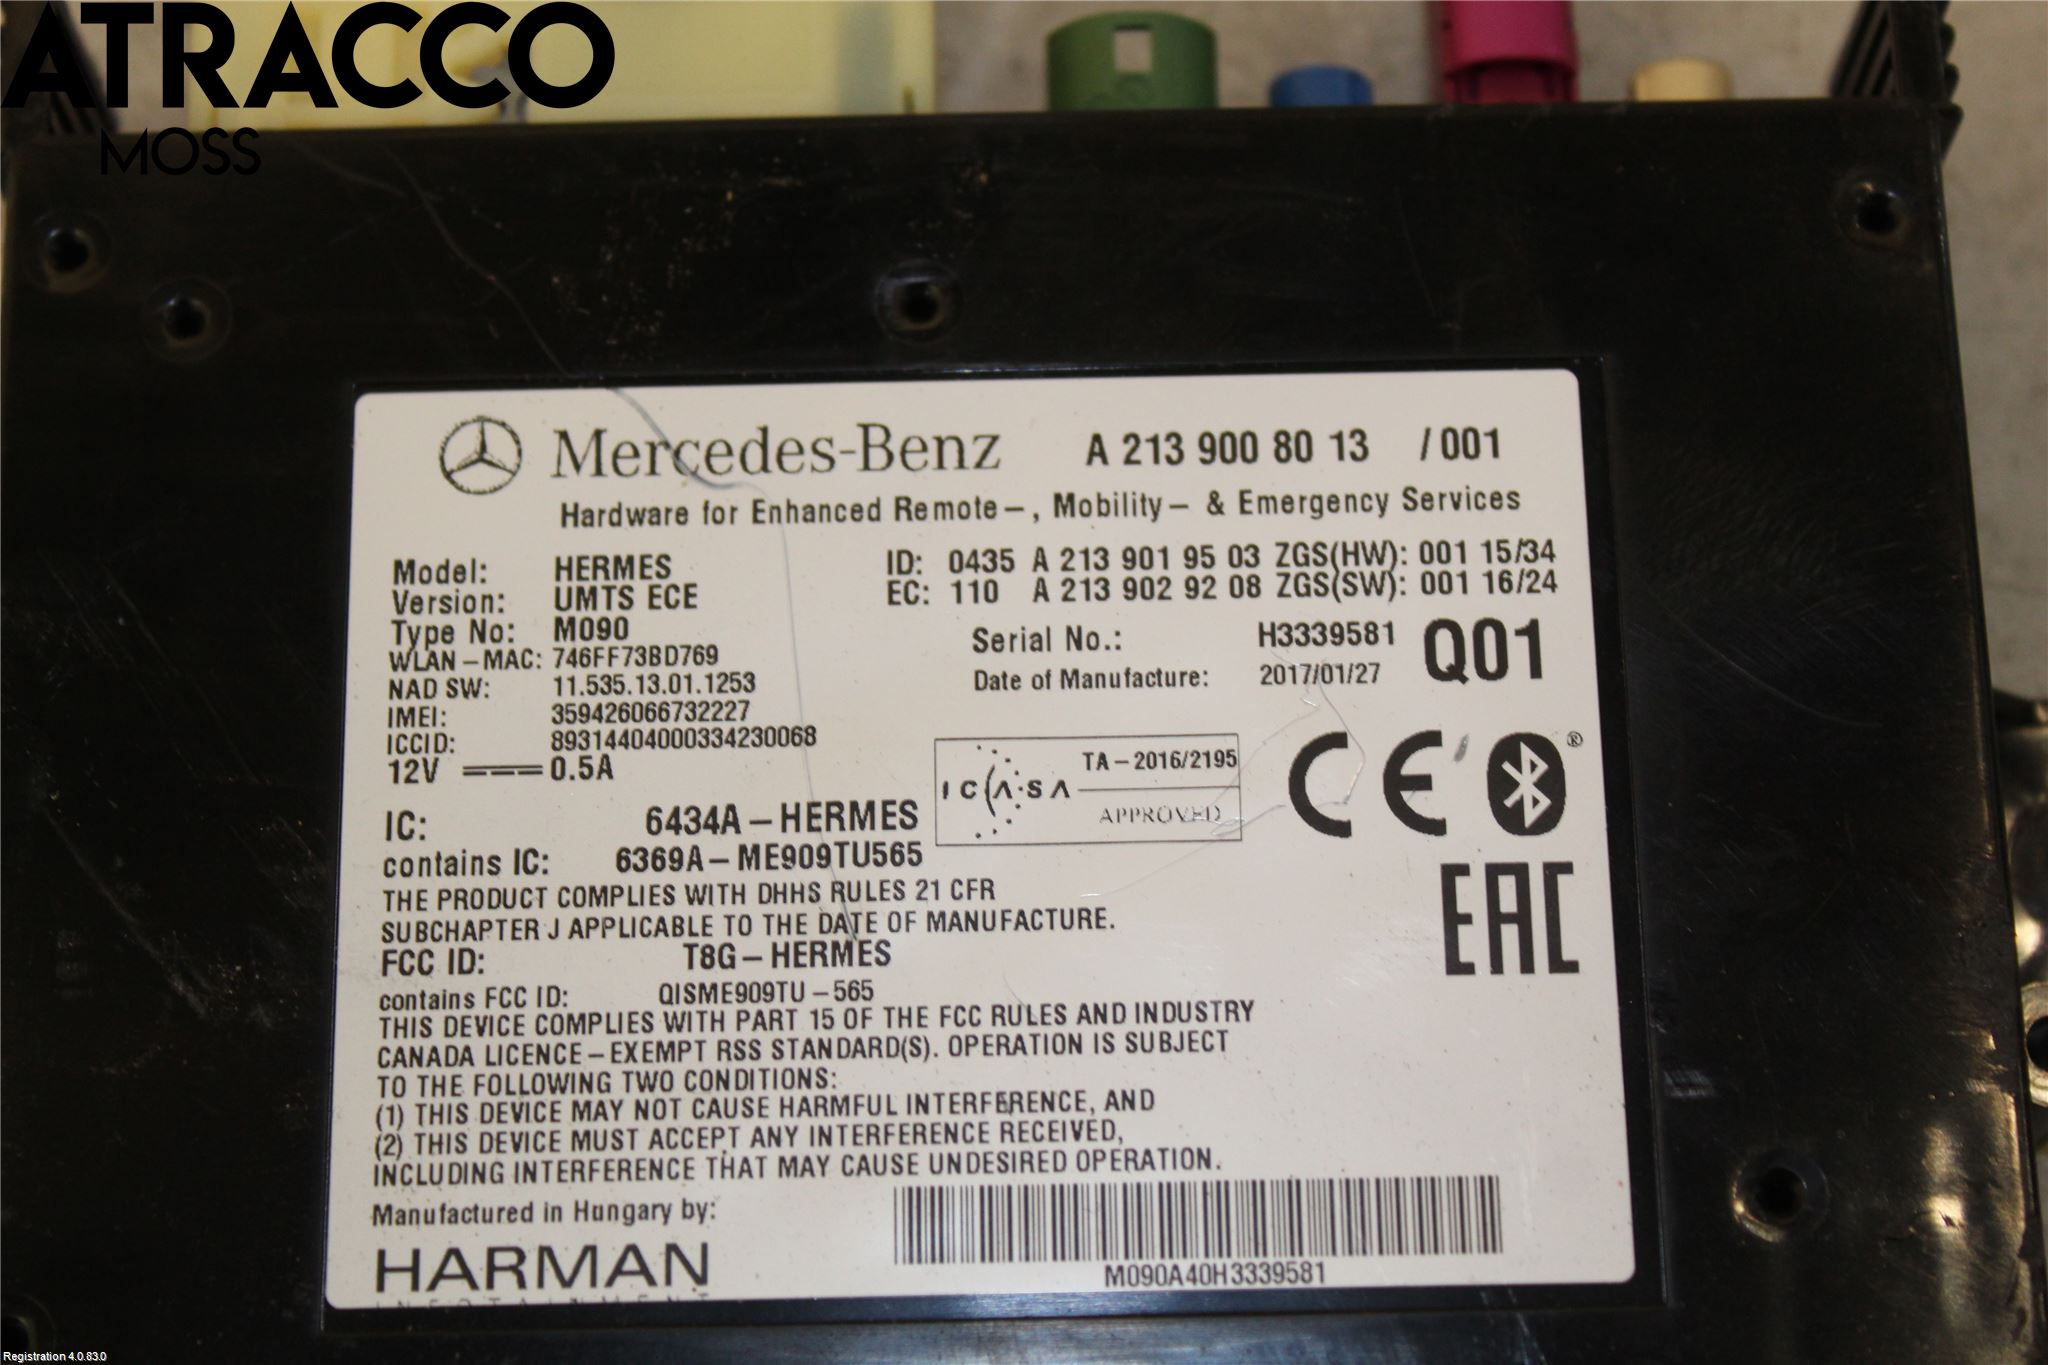 ATRACCO
MOSS
Mercedes-Benz A 213 900 80 13 /001
Hardware for Enhanced Remote-, Mobility- & Emergency Services
Model: HERMES ID: 0435 A 213 901 95 03 ZGS(HW): 001 15/34
Version: UMTS ECE EC: 110 A 213 902 92 08 ZGS(SW): 001 16/24
Type No: M090 Serial No.: H3339581 Q01
WLAN-MAC: 746FF73BD769
NAD SW: 11.535.13.01.1253 Date of Manufacture: 2017/01/27
IMEI: 359426066732227
ICCID: 89314404000334230068
12V 0.5A
ICASA TA-2016/2195
APPROVED
CE ®
EAC
IC: 6434A-HERMES
contains IC: 6369A-ME909TU565
THE PRODUCT COMPLIES WITH DHHS RULES 21 CFR
SUBCHAPTER J APPLICABLE TO THE DATE OF MANUFACTURE.
FCC ID: T8G-HERMES
contains FCC ID: QISME909TU-565
THIS DEVICE COMPLIES WITH PART 15 OF THE FCC RULES AND INDUSTRY
CANADA LICENCE-EXEMPT RSS STANDARD(S). OPERATION IS SUBJECT
TO THE FOLLOWING TWO CONDITIONS:
(1) THIS DEVICE MAY NOT CAUSE HARMFUL INTERFERENCE, AND
(2) THIS DEVICE MUST ACCEPT ANY INTERFERENCE RECEIVED,
INCLUDING INTERFERENCE THAT MAY CAUSE UNDESIRED OPERATION.
Manufactured in Hungary by:
HARMAN
M090A40H3339581
Registration 4.0.83.0